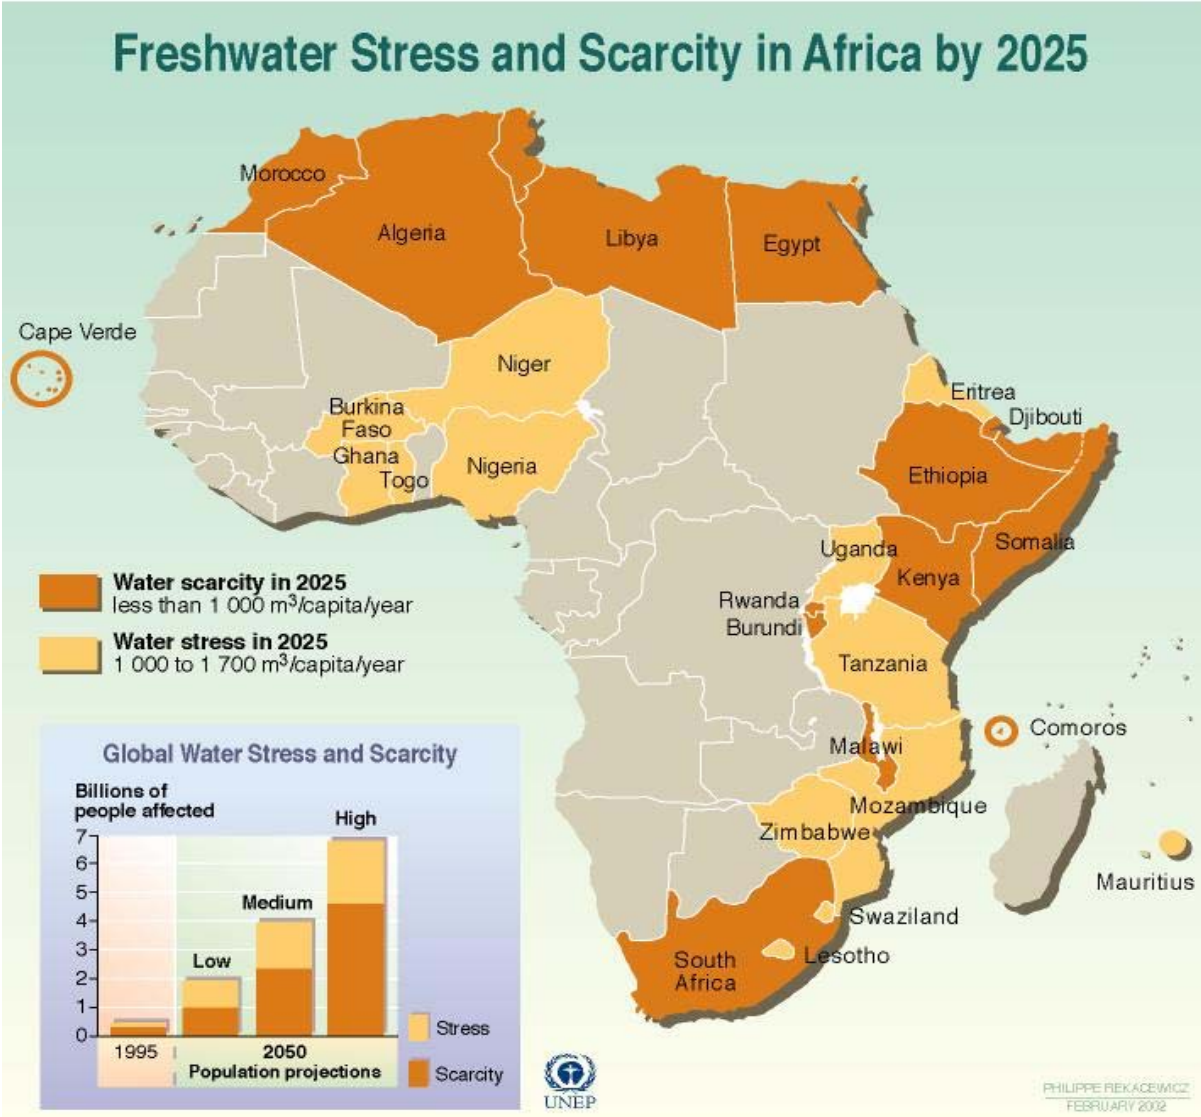 Freshwater Stress and Scarcity in Africa by 2025
Morocco
Algeria
Libya
Egypt
Cape Verde
Niger
Burkina
Faso
Ghana
Togo
Nigeria
Eritrea
Djibouti
Ethiopia
Somalia
Uganda
Kenya
Rwanda
Burundi
Tanzania
Comoros
Malawi
Mozambique
Zimbabwe
Mauritius
Swaziland
Lesotho
South
Africa
Water scarcity in 2025
less than 1 000 m³/capita/year
Water stress in 2025
1 000 to 1 700 m³/capita/year
Global Water Stress and Scarcity
Billions of
people affected
7
6
5
4
3
2
1
0
High
Medium
Low
1995
2050
Population projections
Stress
Scarcity
UNEP
PHILIPPE REKACEWICZ
FEBRUARY 2002